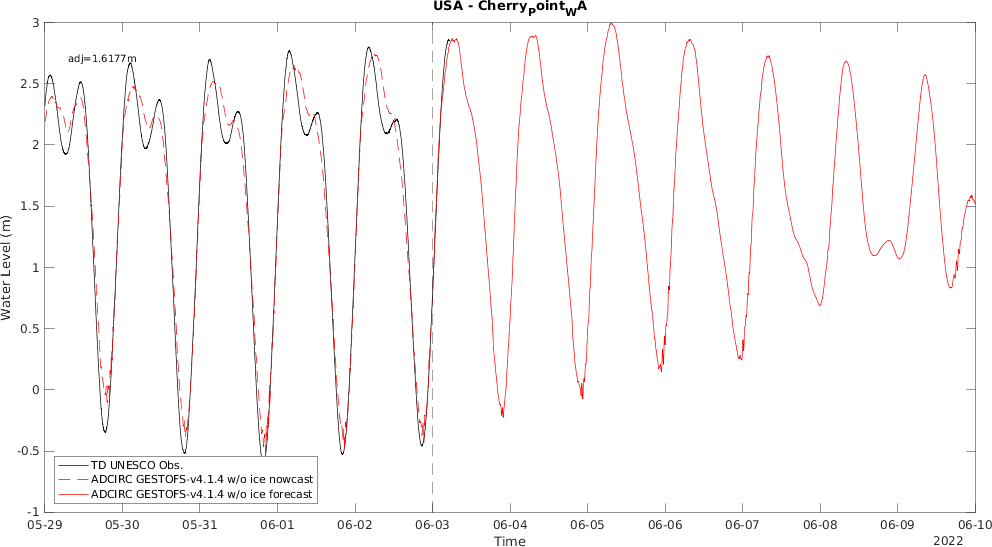 USA - Cherry_Point_WA
adj=1.6177m
Water Level (m)
3
2.5
2
1.5
1
0.5
0
-0.5
-1
TD UNESCO Obs.
ADCIRC GESTOFS-v4.1.4 w/o ice nowcast
ADCIRC GESTOFS-v4.1.4 w/o ice forecast
05-29 05-30 05-31 06-01 06-02 06-03 06-04 06-05 06-06 06-07 06-08 06-09 06-10
Time
2022